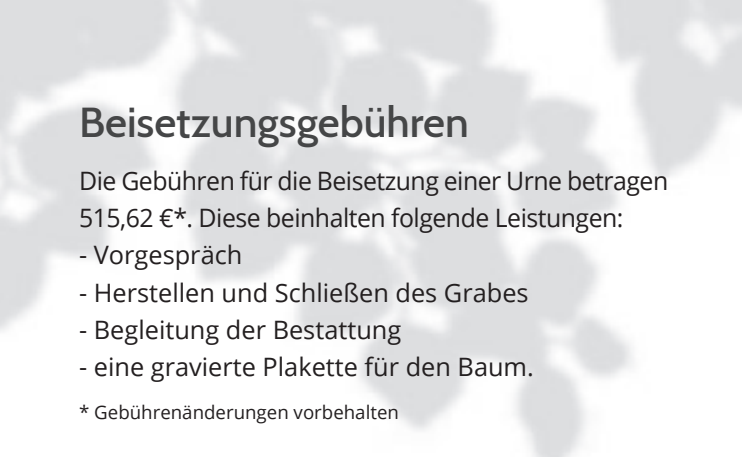 Beisetzungsgebühren
Die Gebühren für die Beisetzung einer Urne betragen
515,62 €*. Diese beinhalten folgende Leistungen:
- Vorgespräch
- Herstellen und Schließen des Grabes
- Begleitung der Bestattung
- eine gravierte Plakette für den Baum.
* Gebührenänderungen vorbehalten